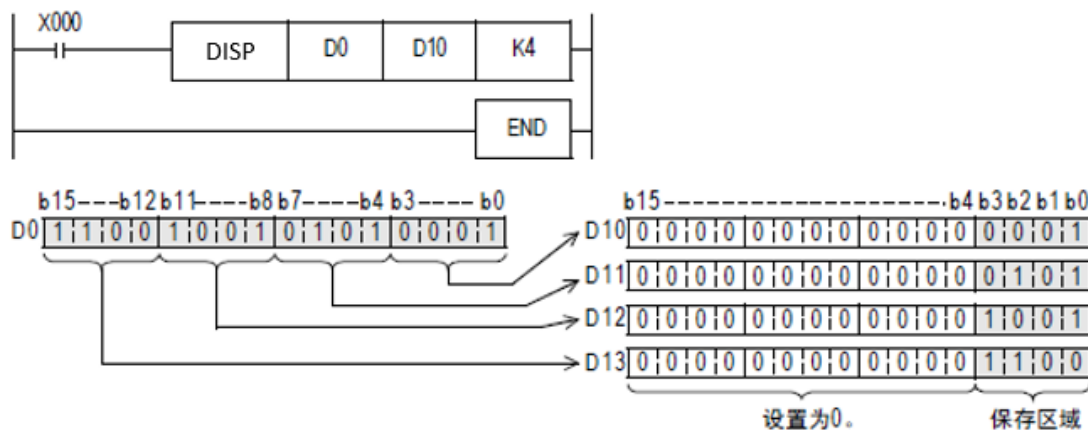 X000
DISP D0 D10 K4
END
b15---b12 b11----b8 b7----b4 b3-----b0
D0 1 1 0 0 1 0 0 1 0 1 0 1 0 0 0 1
b15------------------------b4 b3 b2 b1 b0
D10 0 0 0 0 0 0 0 0 0 0 0 0 0 0 0 1
D11 0 0 0 0 0 0 0 0 0 0 0 0 0 1 0 1
D12 0 0 0 0 0 0 0 0 0 0 0 0 1 0 0 1
D13 0 0 0 0 0 0 0 0 0 0 0 0 1 1 0 0
设置为0。 保存区域